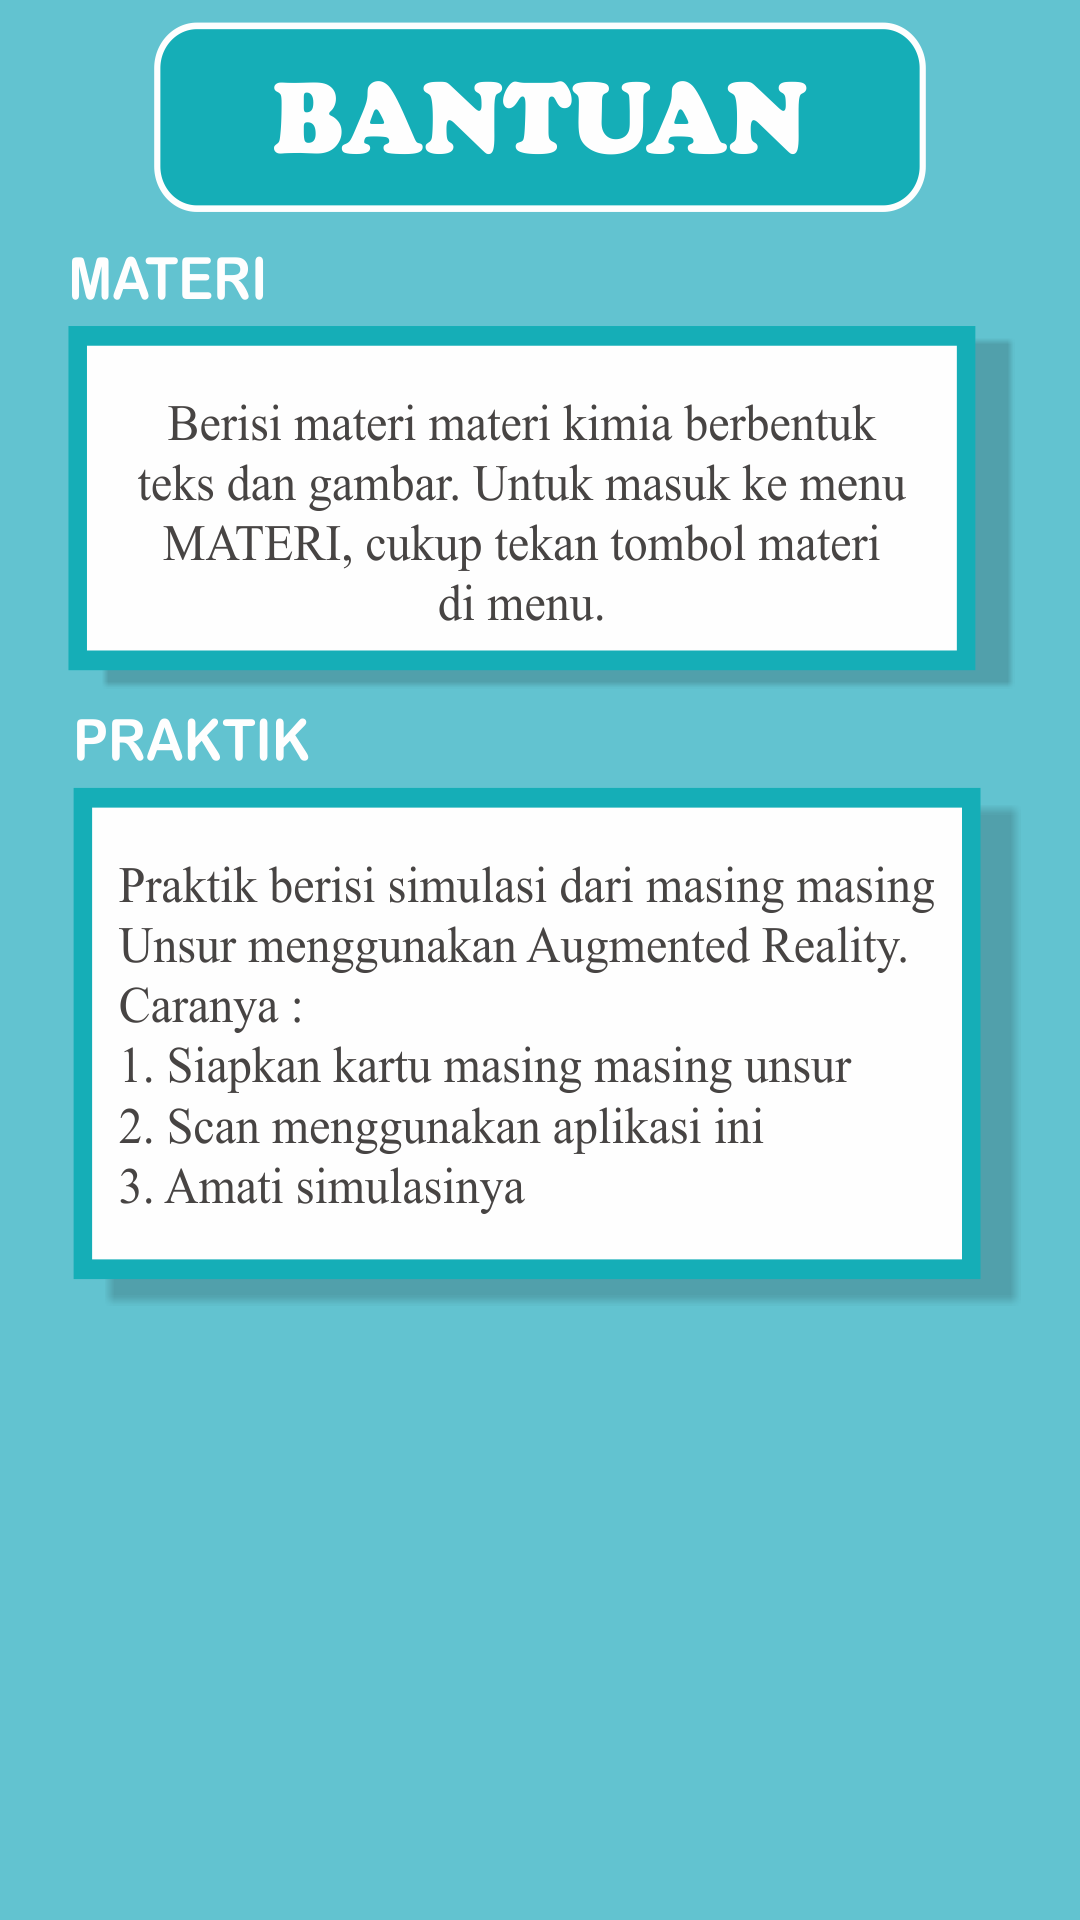 BANTUAN
MATERI
Berisi materi materi kimia berbentuk
teks dan gambar. Untuk masuk ke menu
MATERI, cukup tekan tombol materi
di menu.
PRAKTIK
Praktik berisi simulasi dari masing masing
Unsur menggunakan Augmented Reality.
Caranya :
1. Siapkan kartu masing masing unsur
2. Scan menggunakan aplikasi ini
3. Amati simulasinya